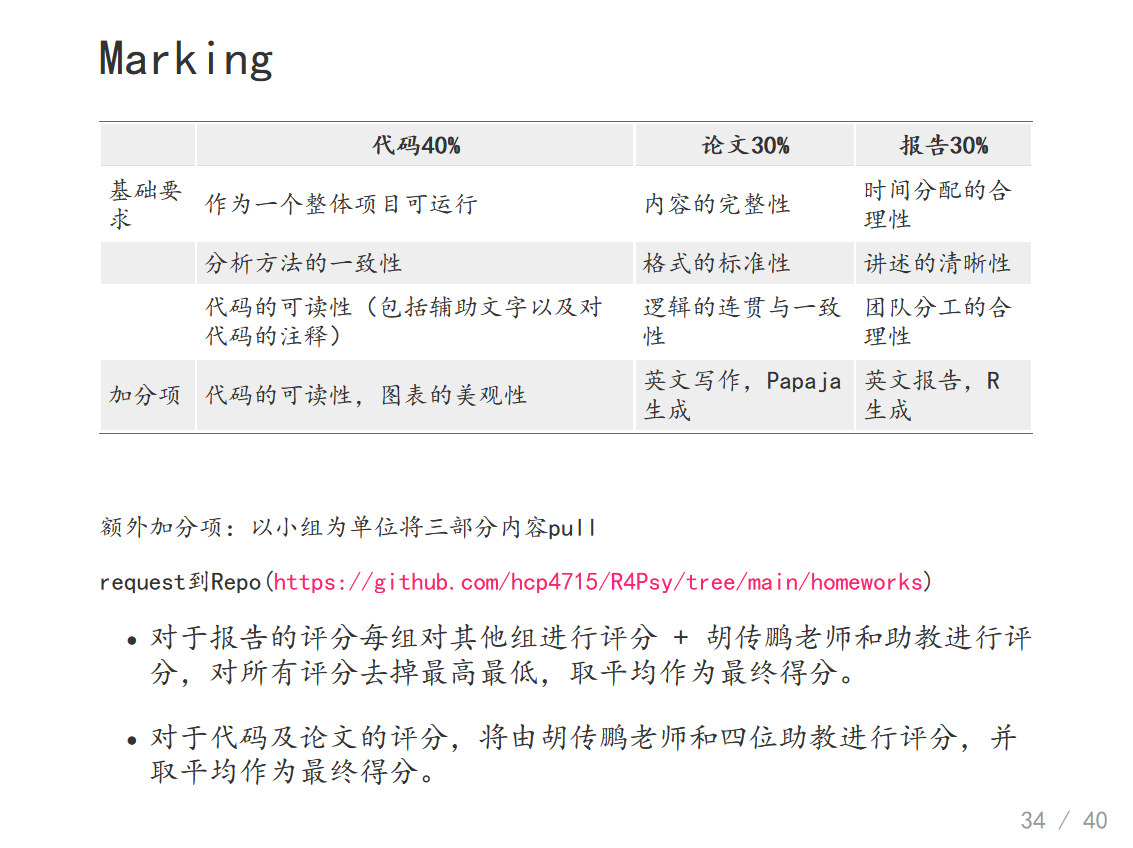 Marking
代码40% 论文30% 报告30%
基础要求 作为一个整体项目可运行 内容的完整性 时间分配的合理性
分析方法的一致性 格式的标准性 讲述的清晰性
代码的可读性（包括辅助文字以及对代码的注释） 逻辑的连贯与一致性 团队分工的合理性
加分项 代码的可读性，图表的美观性 英文写作，Papaja生成 英文报告，R生成
额外加分项：以小组为单位将三部分内容pull
request到Repo(https://github.com/hcp4715/R4Psy/tree/main/homeworks)
• 对于报告的评分每组对其他组进行评分 + 胡传鹏老师和助教进行评
分，对所有评分去掉最高最低，取平均作为最终得分。
• 对于代码及论文的评分，将由胡传鹏老师和四位助教进行评分，并
取平均作为最终得分。
34 / 40